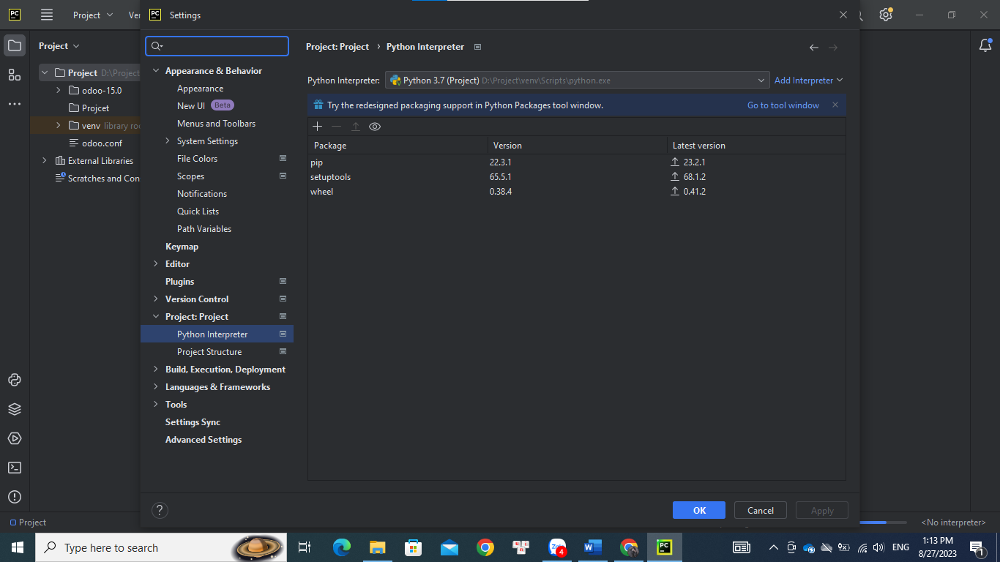 PC Project Ver
PC Settings
Project
Project D:\Project
odoo-15.0
Projcet
venv library roo
odoo.conf
External Libraries
Scratches and Con
Appearance & Behavior
Appearance
New UI Beta
Menus and Toolbars
System Settings
File Colors
Scopes
Notifications
Quick Lists
Path Variables
Keymap
Editor
Plugins
Version Control
Project: Project
Python Interpreter
Project Structure
Build, Execution, Deployment
Languages & Frameworks
Tools
Settings Sync
Advanced Settings
Project: Project › Python Interpreter
Python Interpreter: Python 3.7 (Project) D:\Project\venv\Scripts\python.exe Add Interpreter
Try the redesigned packaging support in Python Packages tool window. Go to tool window
Package Version Latest version
pip 22.3.1 23.2.1
setuptools 65.5.1 68.1.2
wheel 0.38.4 0.41.2
? OK Cancel Apply
Project <No interpreter>
Type here to search
4
W
PC
ENG
1:13 PM
8/27/2023
1